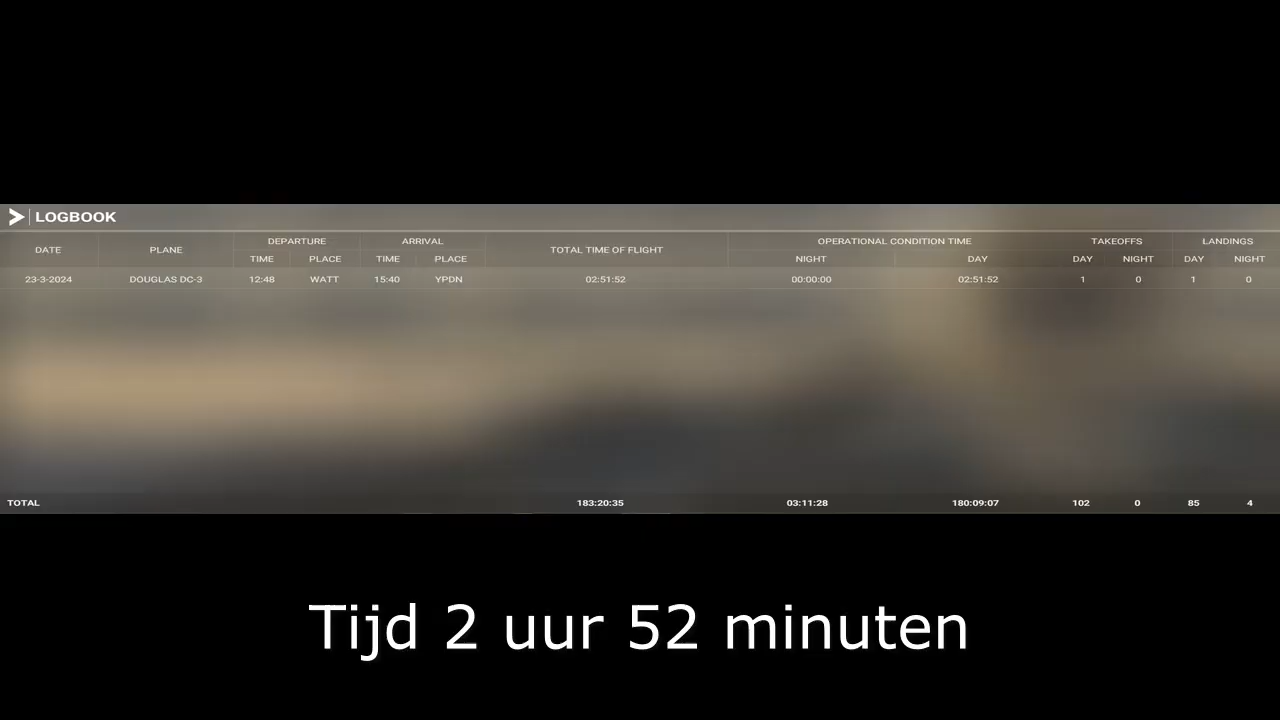 LOGBOOK
DATE PLANE DEPARTURE ARRIVAL TOTAL TIME OF FLIGHT OPERATIONAL CONDITION TIME TAKEOFFS LANDINGS
TIME PLACE TIME PLACE NIGHT DAY DAY NIGHT DAY NIGHT
23-3-2024 DOUGLAS DC-3 12:48 WATT 15:40 YPDN 02:51:52 00:00:00 02:51:52 1 0 1 0
TOTAL 183:20:35 03:11:28 180:09:07 102 0 85 4
Tijd 2 uur 52 minuten